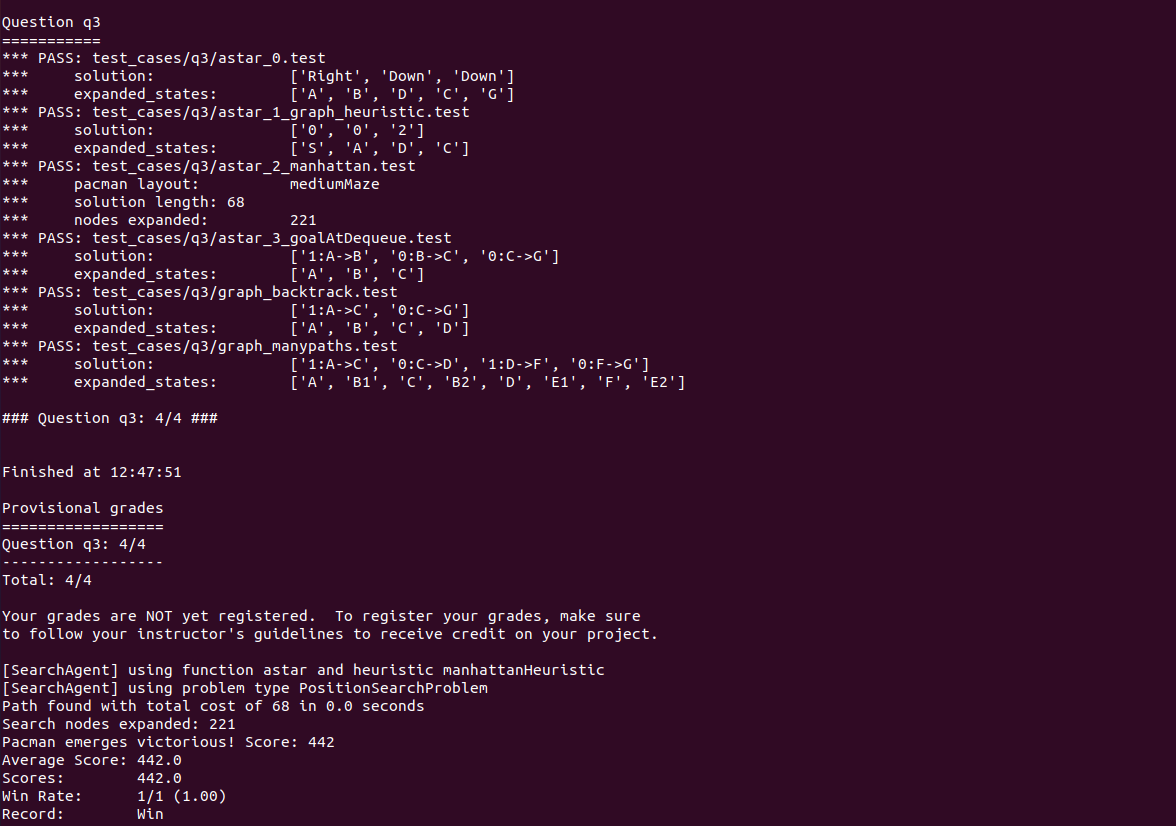 Question q3
===========
*** PASS: test_cases/q3/astar_0.test
***     solution:               ['Right', 'Down', 'Down']
***     expanded_states:        ['A', 'B', 'D', 'C', 'G']
*** PASS: test_cases/q3/astar_1_graph_heuristic.test
***     solution:               ['0', '0', '2']
***     expanded_states:        ['S', 'A', 'D', 'C']
*** PASS: test_cases/q3/astar_2_manhattan.test
***     pacman layout:          mediumMaze
***     solution length: 68
***     nodes expanded:         221
*** PASS: test_cases/q3/astar_3_goalAtDequeue.test
***     solution:               ['1:A->B', '0:B->C', '0:C->G']
***     expanded_states:        ['A', 'B', 'C']
*** PASS: test_cases/q3/graph_backtrack.test
***     solution:               ['1:A->C', '0:C->G']
***     expanded_states:        ['A', 'B', 'C', 'D']
*** PASS: test_cases/q3/graph_manypaths.test
***     solution:               ['1:A->C', '0:C->D', '1:D->F', '0:F->G']
***     expanded_states:        ['A', 'B1', 'C', 'B2', 'D', 'E1', 'F', 'E2']
### Question q3: 4/4 ###
Finished at 12:47:51
Provisional grades
==================
Question q3: 4/4
------------------
Total: 4/4
Your grades are NOT yet registered.  To register your grades, make sure
to follow your instructor's guidelines to receive credit on your project.
[SearchAgent] using function astar and heuristic manhattanHeuristic
[SearchAgent] using problem type PositionSearchProblem
Path found with total cost of 68 in 0.0 seconds
Search nodes expanded: 221
Pacman emerges victorious! Score: 442
Average Score: 442.0
Scores:        442.0
Win Rate:      1/1 (1.00)
Record:        Win